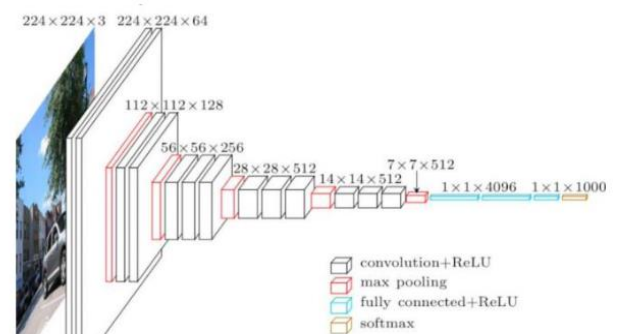 224×224×3 224×224×64
112×112×128
56×56×256
28×28×512
14×14×512
7×7×512
1×1×4096 1×1×1000
convolution+ReLU
max pooling
fully connected+ReLU
softmax